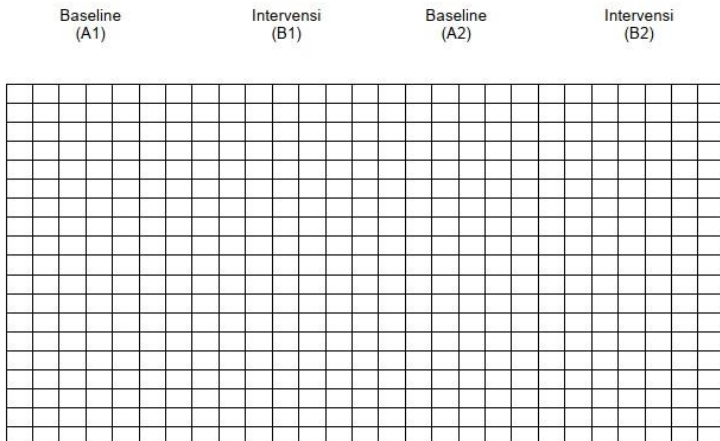 Baseline
(A1)
Intervensi
(B1)
Baseline
(A2)
Intervensi
(B2)